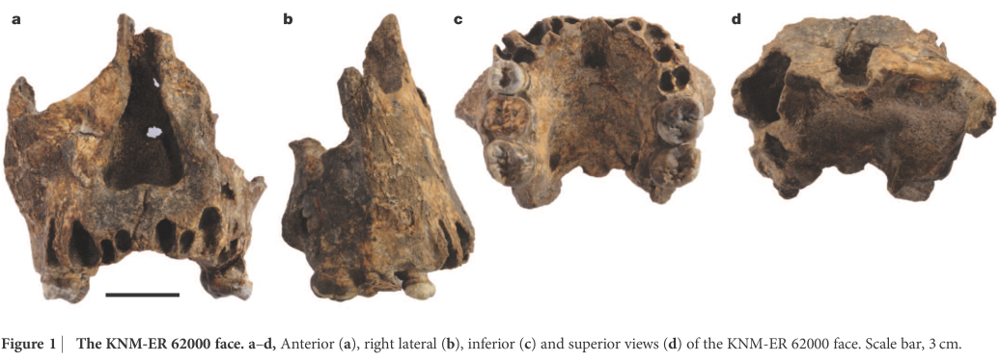 a b c d
Figure 1 | The KNM-ER 62000 face. a–d, Anterior (a), right lateral (b), inferior (c) and superior views (d) of the KNM-ER 62000 face. Scale bar, 3 cm.